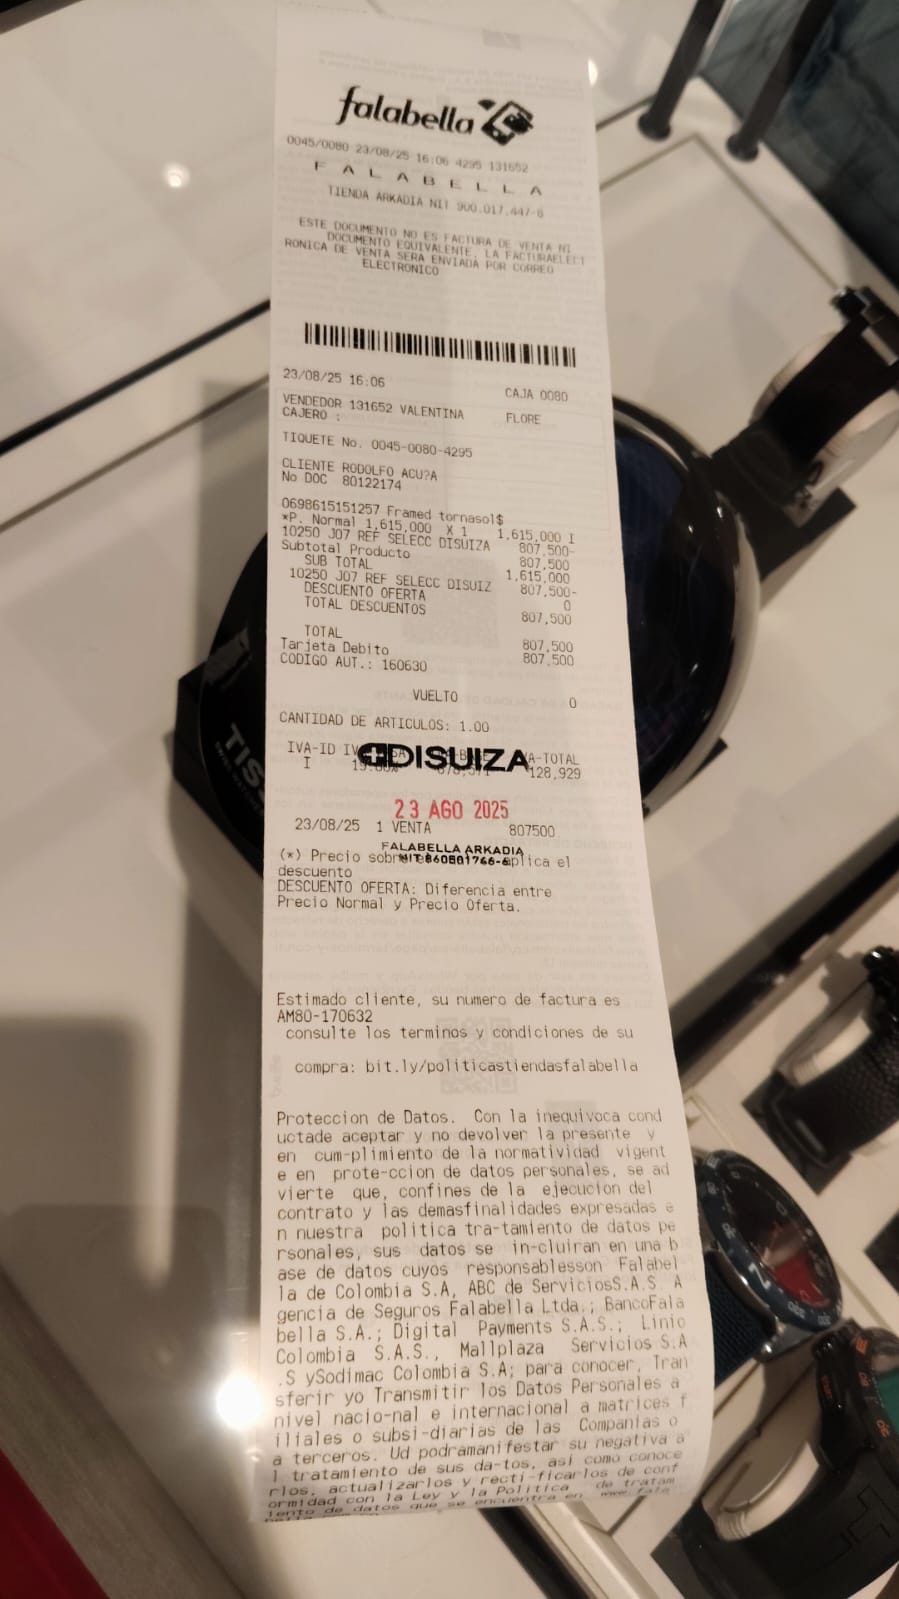 falabella
0045/0080 23/08/25 16:06 4295 131652
F A L A B E L L A
TIENDA ARKADIA NIT 900.017.447-8
ESTE DOCUMENTO NO ES FACTURA DE VENTA NI
DOCUMENTO EQUIVALENTE, LA FACTURAELECT
RONICA DE VENTA SERA ENVIADA POR CORREO
ELECTRONICO
23/08/25 16:06 CAJA 0080
VENDEDOR 131652 VALENTINA FLORE
CAJERO :
TIQUETE No. 0045-0080-4295
CLIENTE RODOLFO ACU?A
No DOC 80122174
0698615151257 Framed tornasol$
*P. Normal 1,615,000 X 1 1,615,000 I
10250 J07 REF SELECC DISUIZA 807,500-
Subtotal Producto 807,500
SUB TOTAL 1,615,000
10250 J07 REF SELECC DISUIZ 807,500-
DESCUENTO OFERTA 0
TOTAL DESCUENTOS 807,500
TOTAL 807,500
Tarjeta Debito 807,500
CODIGO AUT.: 160630
VUELTO 0
CANTIDAD DE ARTICULOS: 1.00
IVA-ID A-TOTAL
DISUIZA
I 128,929
23 AGO 2025
23/08/25 1 VENTA 807500
FALABELLA ARKADIA
(*) Precio aplica el
descuento
DESCUENTO OFERTA: Diferencia entre
Precio Normal y Precio Oferta.
Estimado cliente, su numero de factura es
AM80-170632
consulte los terminos y condiciones de su
compra: bit.ly/politicastiendasfalabella
Proteccion de Datos. Con la inequivoca cond
uctade aceptar y no devolver la presente y
en cum-plimiento de la normatividad vigent
e en prote-ccion de datos personales, se ad
vierte que, confines de la ejecucion del
contrato y las demasfinalidades expresadas e
n nuestra politica tra-tamiento de datos pe
rsonales, sus datos se in-cluiran en una b
ase de datos cuyos responsablesson Falabel
la de Colombia S.A, ABC de ServiciosS.A.S. A
gencia de Seguros Falabella Ltda.; BancoFala
bella S.A.; Digital Payments S.A.S.; Linio
Colombia S.A.S., Mallplaza Servicios S.A
.S ySodimac Colombia S.A; para conocer, Tran
sferir yo Transmitir los Datos Personales a
nivel nacio-nal e internacional a matrices f
iliales o subsi-diarias de las Companias o
a terceros. Ud podramanifestar su negativa a
l tratamiento de sus da-tos, asi como conoce
rlos, actualizarlos y recti-ficarlos de conf
ormidad con la Ley y la Politica de tratam
iento de datos que se encuentra en
TISS